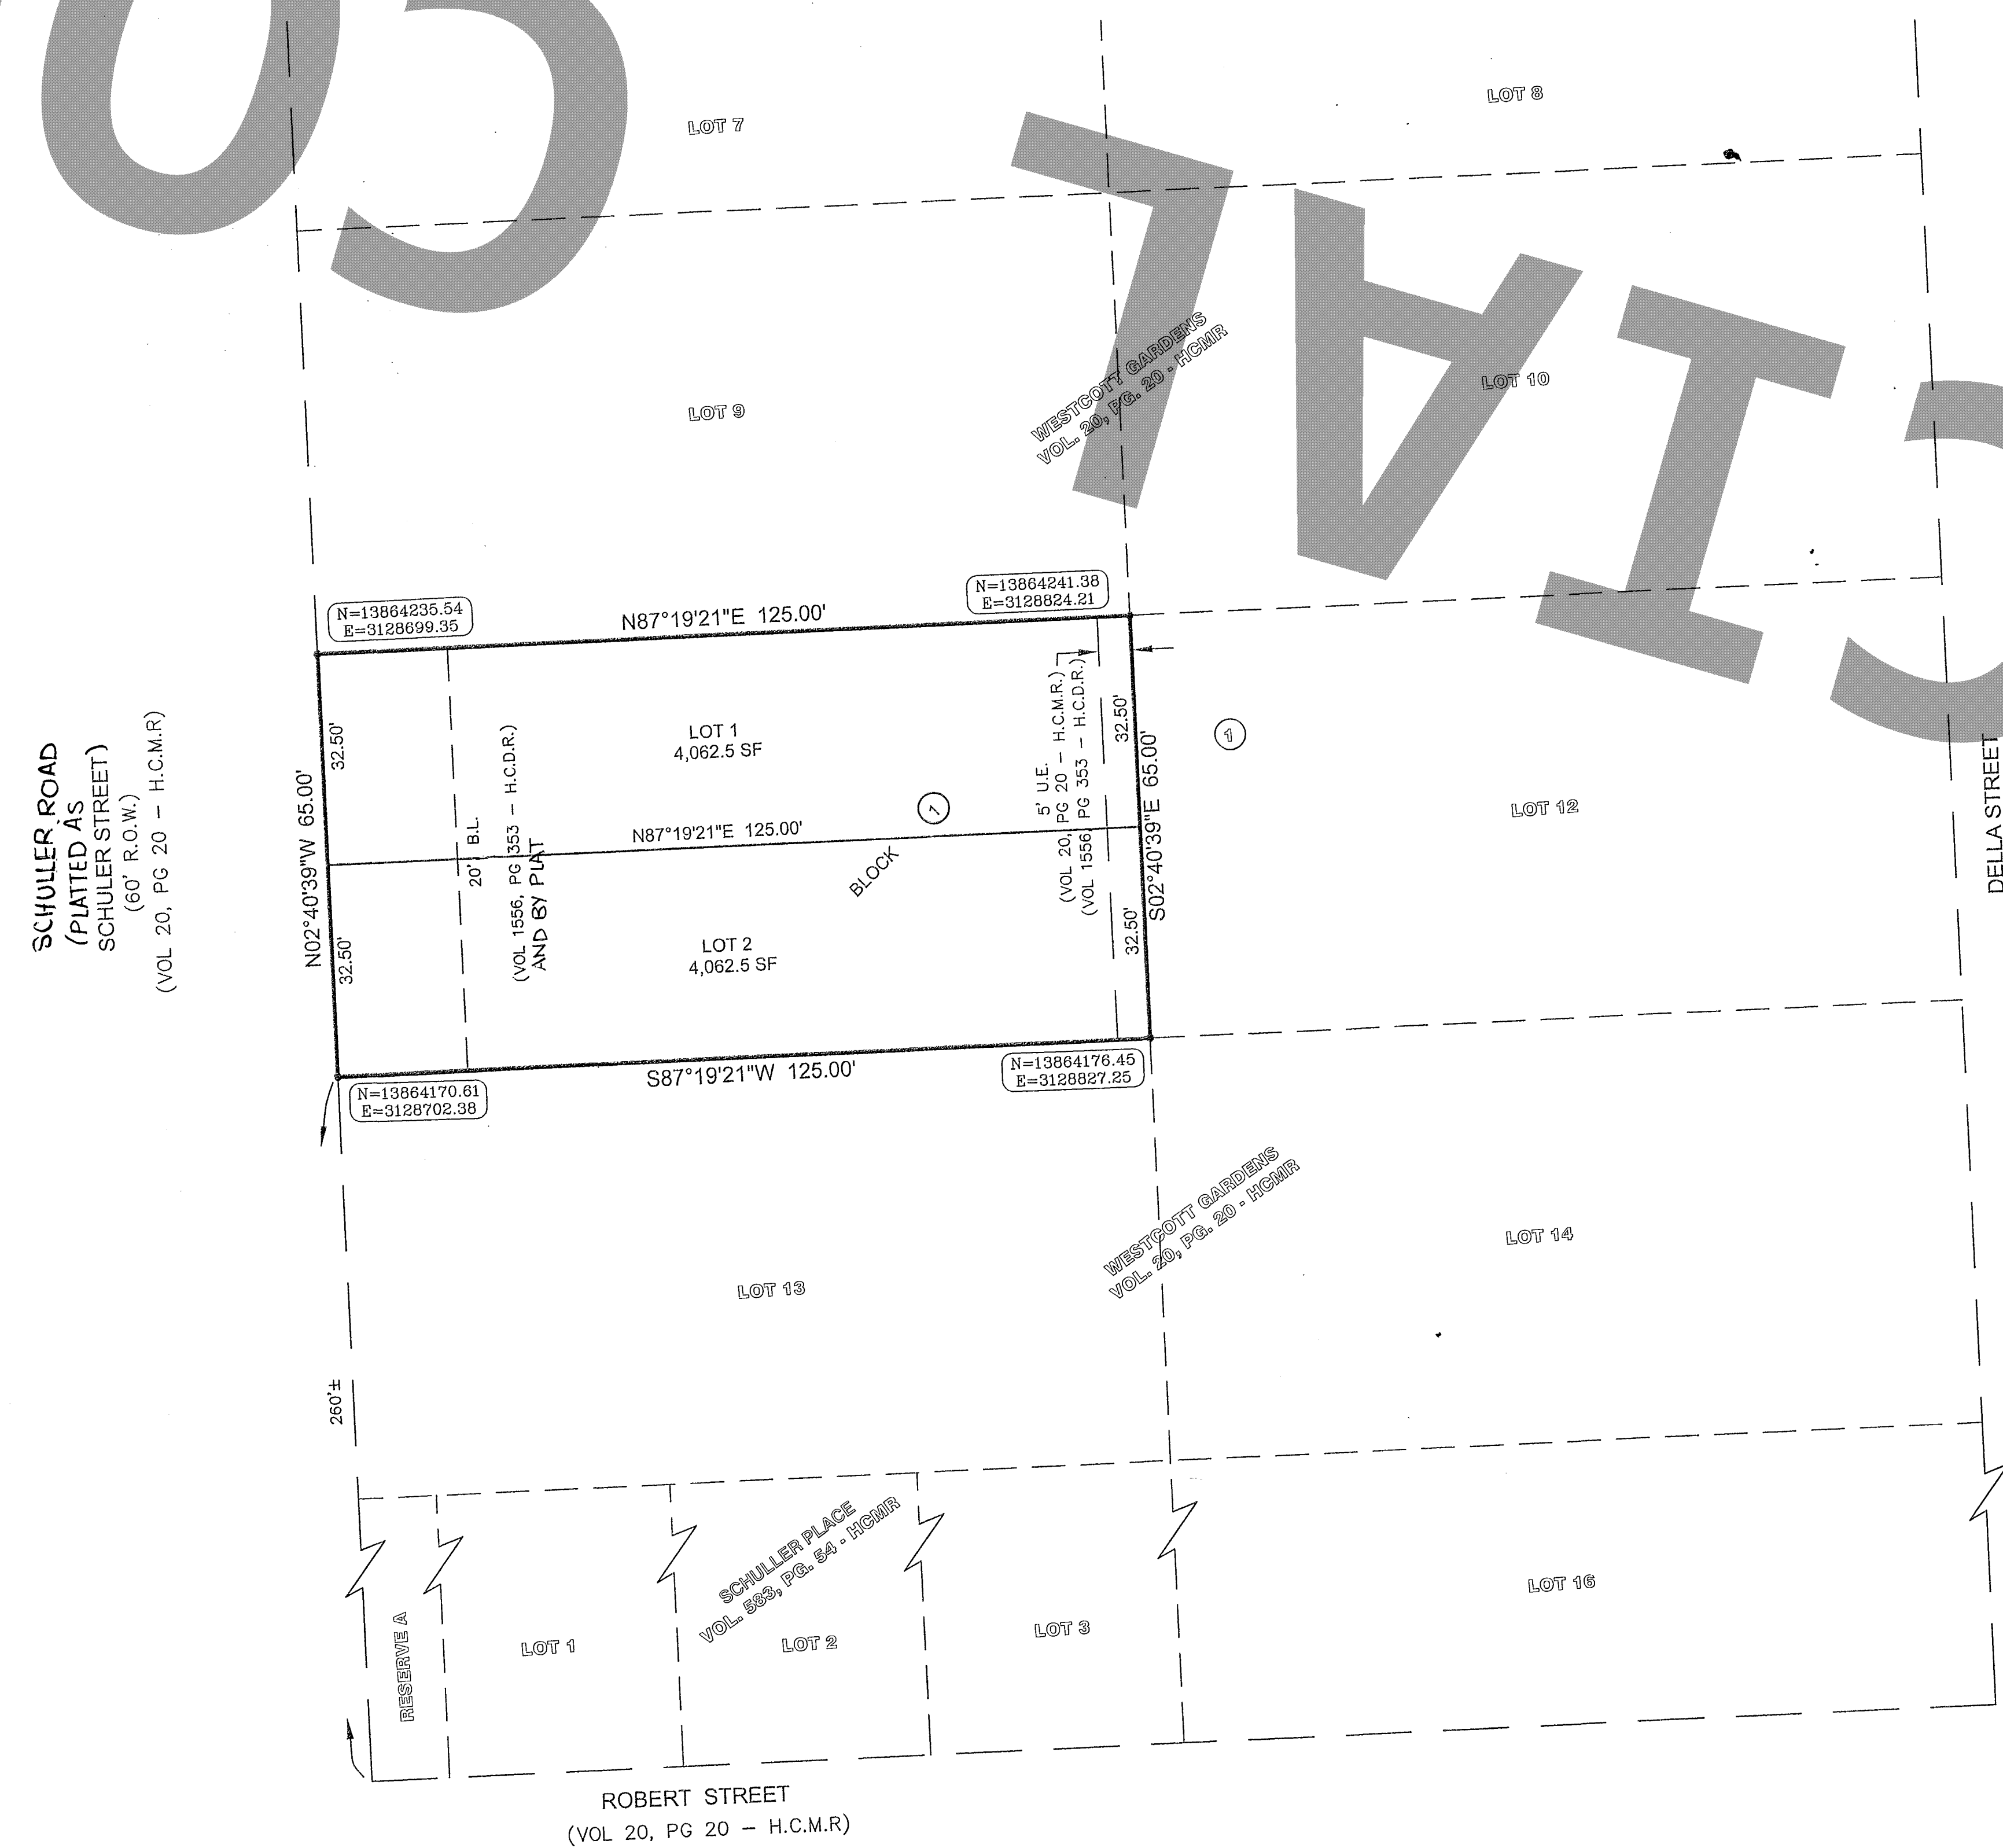 LOT 7
LOT 8
LOT 9
WESTCOTT GARDENS
VOL. 20, PG. 20 - HCMR
LOT 10
N=13864235.54
E=3128699.35
N87°19'21"E 125.00'
N=13864241.38
E=3128824.21
SCHULLER ROAD
(PLATTED AS
SCHULER STREET)
(60' R.O.W.)
(VOL 20, PG 20 - H.C.M.R)
N02°40'39"W 65.00'
32.50'
32.50'
20' B.L.
(VOL 1556, PG 353 - H.C.D.R.)
AND BY PLAT
LOT 1
4,062.5 SF
N87°19'21"E 125.00'
1
BLOCK
LOT 2
4,062.5 SF
5' U.E.
(VOL 20, PG 20 - H.C.M.R.)
(VOL 1556, PG 353 - H.C.D.R.)
32.50'
32.50'
S02°40'39"E 65.00'
1
LOT 12
DELLA STREET
N=13864170.61
E=3128702.38
S87°19'21"W 125.00'
N=13864176.45
E=3128827.25
WESTCOTT GARDENS
VOL. 20, PG. 20 - HCMR
LOT 13
LOT 14
260'±
SCHULLER PLACE
VOL. 583, PG. 54 - HCMR
RESERVE A
LOT 1
LOT 2
LOT 3
LOT 16
ROBERT STREET
(VOL 20, PG 20 - H.C.M.R)